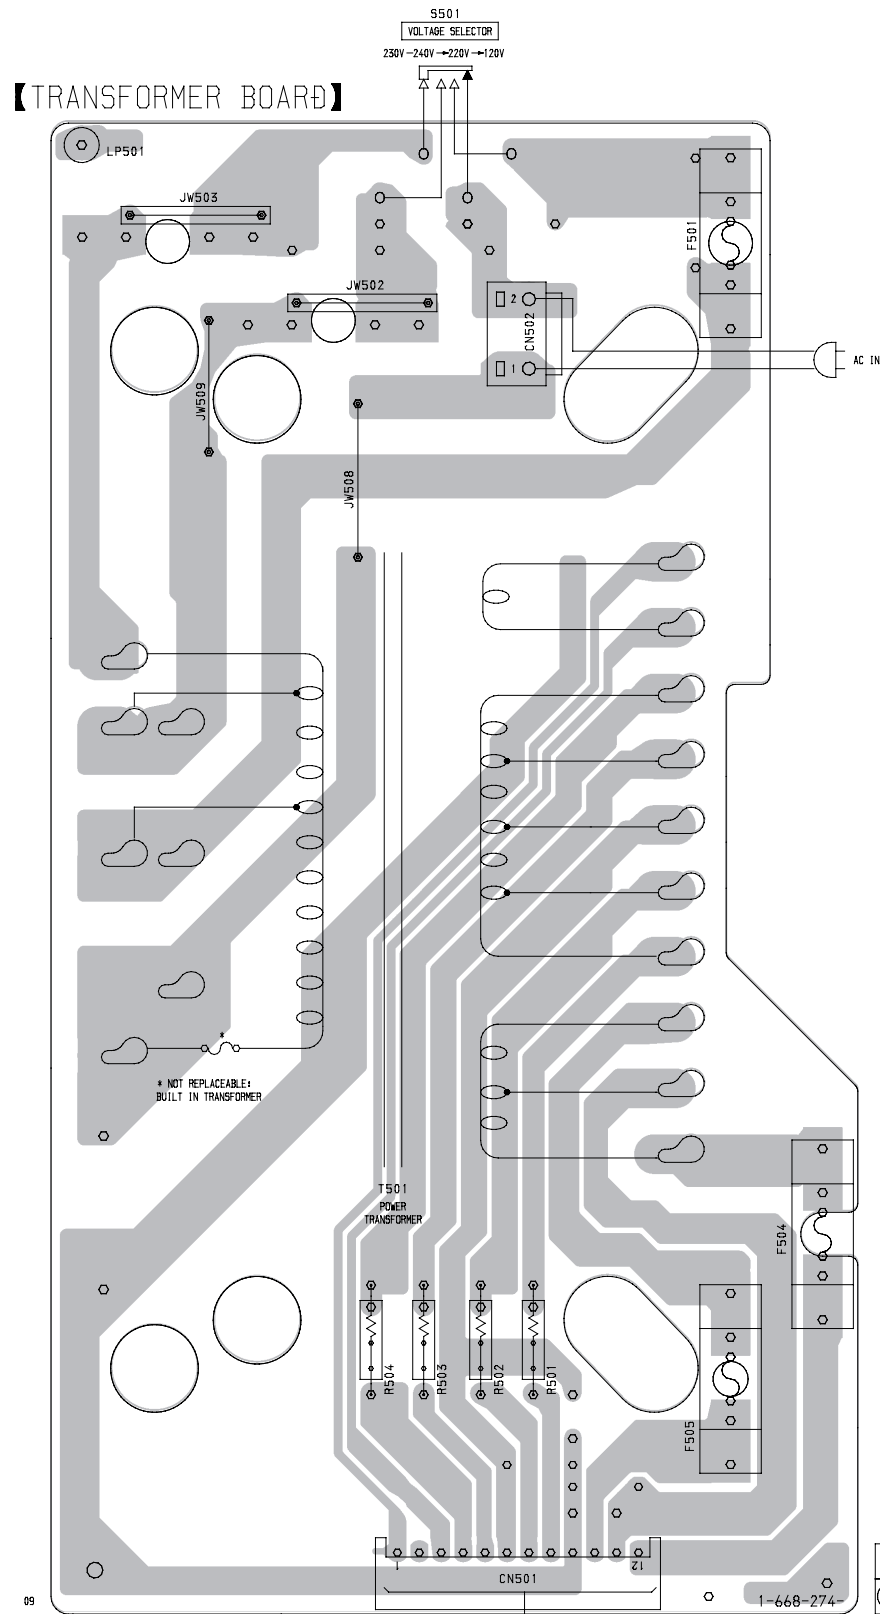 S501
VOLTAGE SELECTOR
230V-240V→220V→120V
【TRANSFORMER BOARD】
LP501
JW503
F501
JW502
2
CN502
1
AC IN
JW509
JW508
*
* NOT REPLACEABLE:
BUILT IN TRANSFORMER
T501
POWER
TRANSFORMER
F504
R504
R503
R502
R501
F505
1
12
CN501
09
1-668-274-